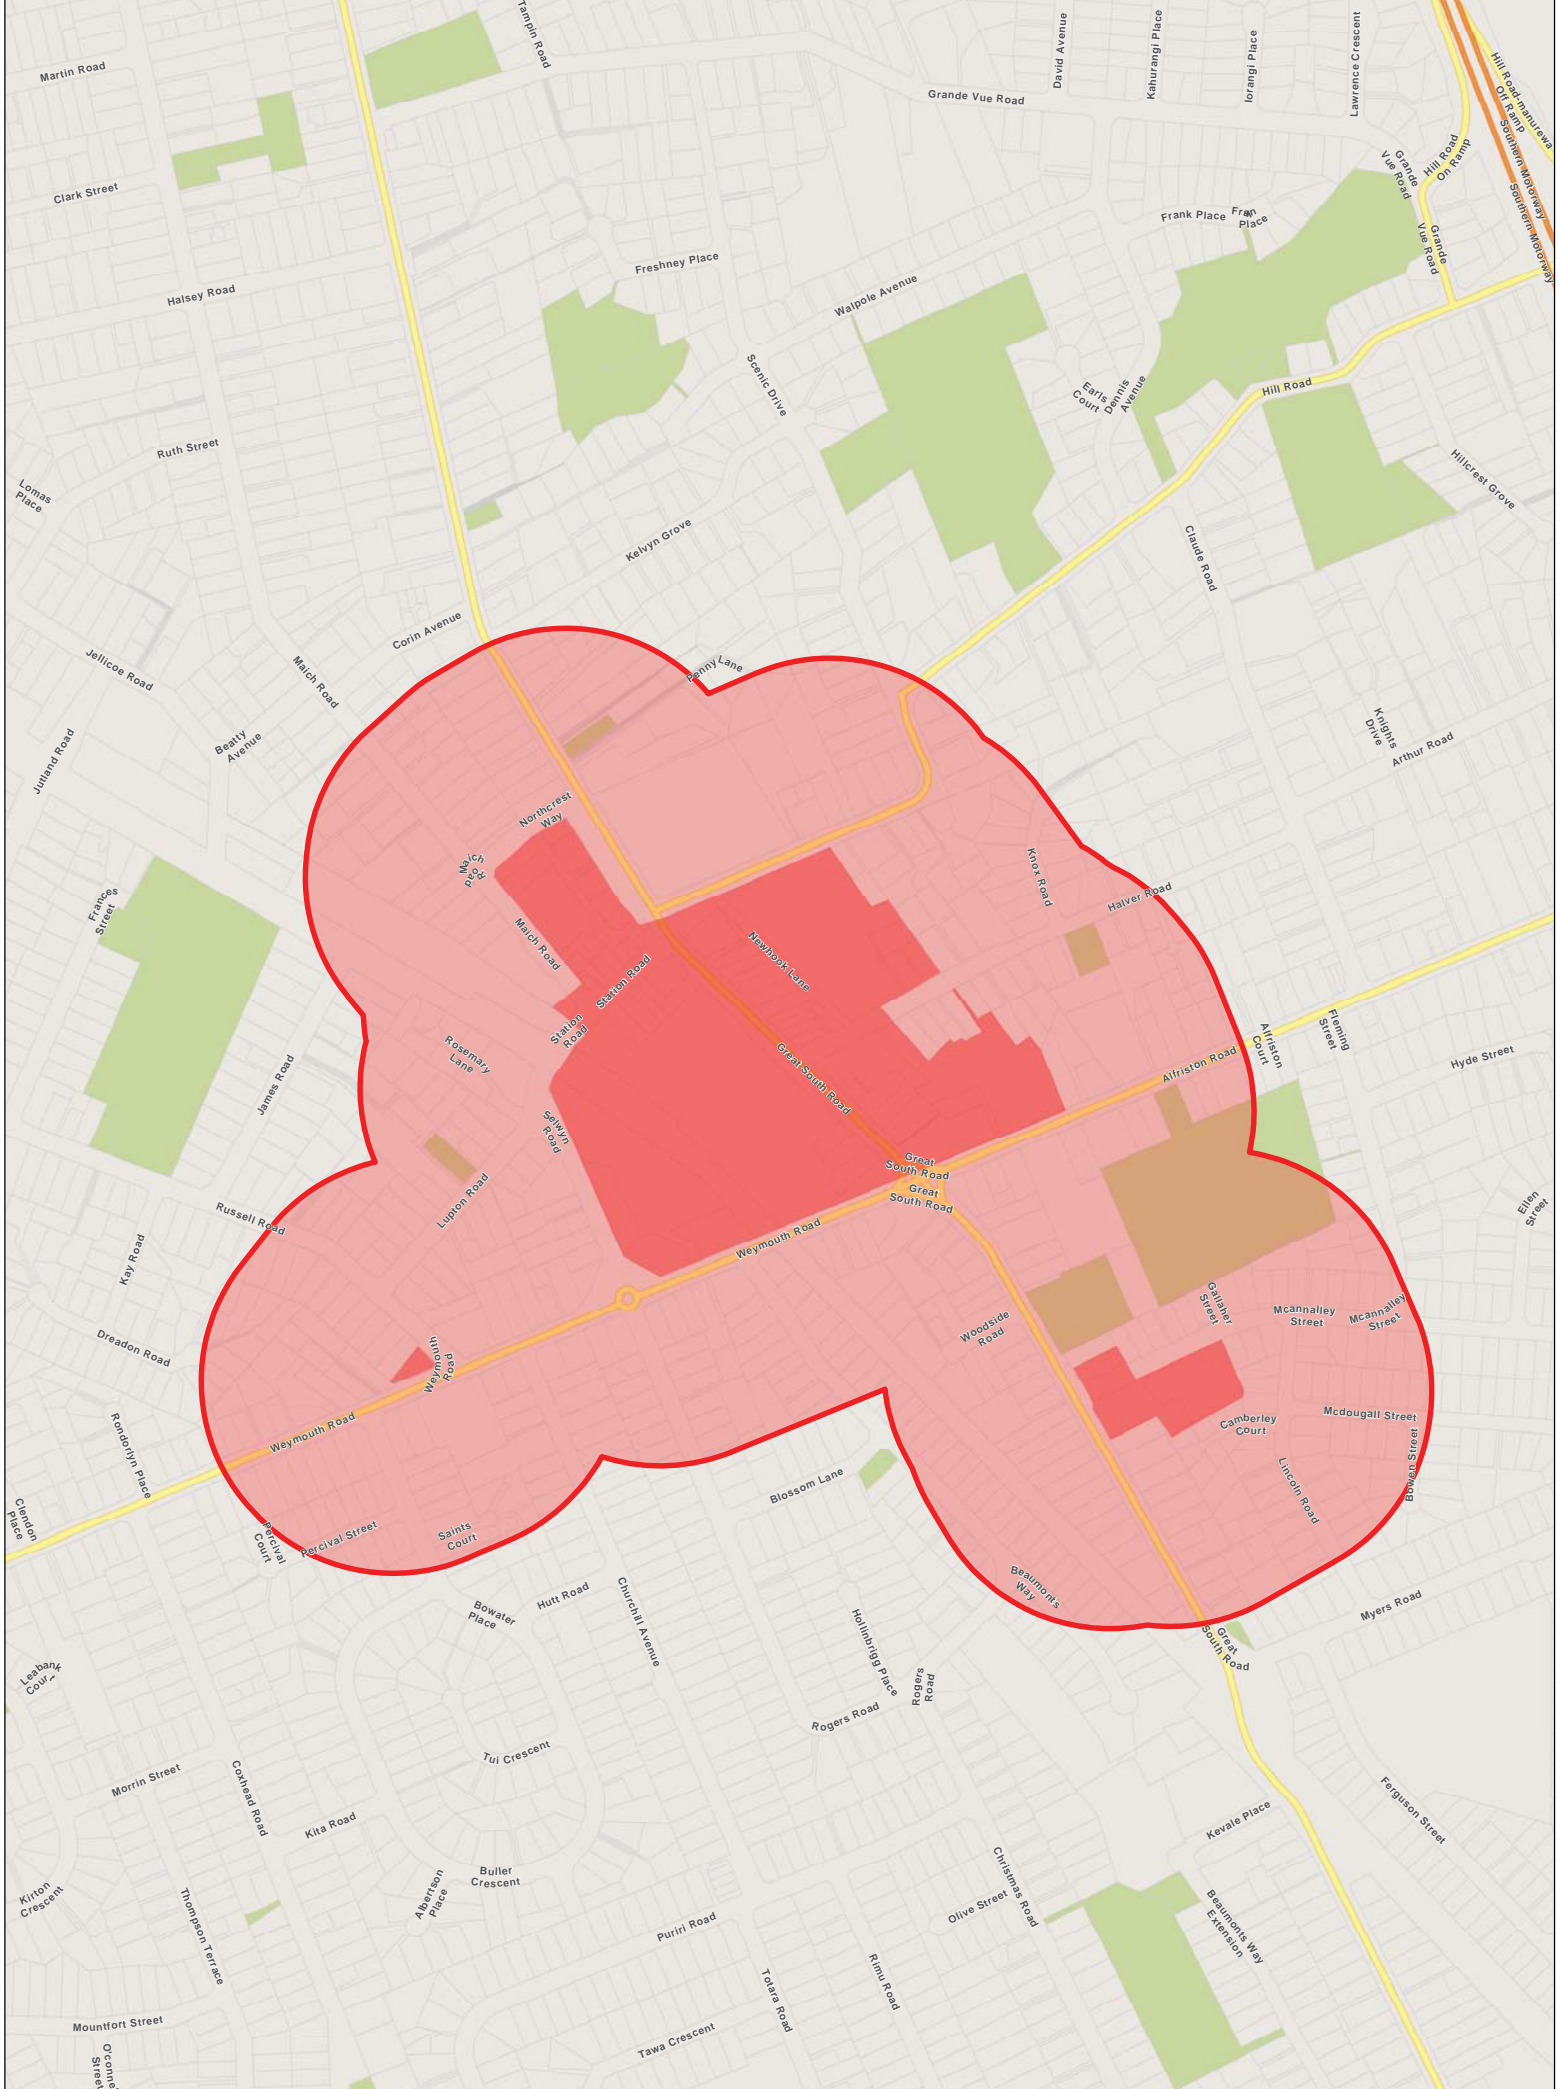 Tampin Road
Martin Road
David Avenue
Kahurangi Place
Iorangi Place
Lawrence Crescent
Grande Vue Road
Hill Road-manurewa
Off Ramp
Southern Motorway
Southern Motorway
Hill Road
On Ramp
Grande
Vue Road
Clark Street
Frank Place
Fran
Place
Grande
Vue Road
Freshney Place
Halsey Road
Walpole Avenue
Scenic Drive
Earls
Court
Dennis
Avenue
Hill Road
Ruth Street
Lomas
Place
Hillcrest Grove
Kelvyn Grove
Claude Road
Corin Avenue
Jellicoe Road
Maich Road
Penny Lane
Beatty
Avenue
Jutland Road
Knights
Drive
Arthur Road
Northcrest
Way
Maich
Road
Knox Road
Halver Road
Frances
Street
Maich Road
Station Road
Newhook Lane
Station
Road
Rosemary
Lane
Great South Road
Alfriston Road
Alfriston
Court
Fleming
Street
Hyde Street
James Road
Selwyn
Road
Great
South Road
Great
South Road
Lupton Road
Russell Road
Weymouth Road
Ellen
Street
Kay Road
Gallaher
Street
Mcannalley
Street
Mcannalley
Street
Woodside
Road
Dreadon Road
Weymouth
Road
Weymouth Road
Rondorlyn Place
Camberley
Court
Mcdougall Street
Bowen Street
Lincoln Road
Blossom Lane
Clendon
Place
Percival
Court
Percival Street
Saints
Court
Beaumonts
Way
Hutt Road
Churchill Avenue
Bowater
Place
Myers Road
Hollinbrigg Place
Great
South Road
Leabank
Rogers
Road
Rogers Road
Tui Crescent
Morrin Street
Coxhead Road
Kita Road
Kevale Place
Ferguson Street
Buller
Crescent
Albertson
Place
Kirton
Crescent
Christmas Road
Olive Street
Thompson Terrace
Puriri Road
Beaumonts Way
Extension
Rimu Road
Totara Road
Mountfort Street
Tawa Crescent
O'conne
Street